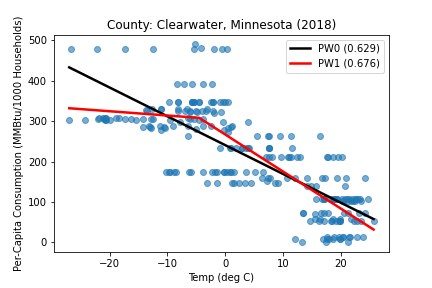 County: Clearwater, Minnesota (2018)
Per-Capita Consumption (MMBtu/1000 Households)
500
400
300
200
100
0
PW0 (0.629)
PW1 (0.676)
−20
−10
0
10
20
Temp (deg C)